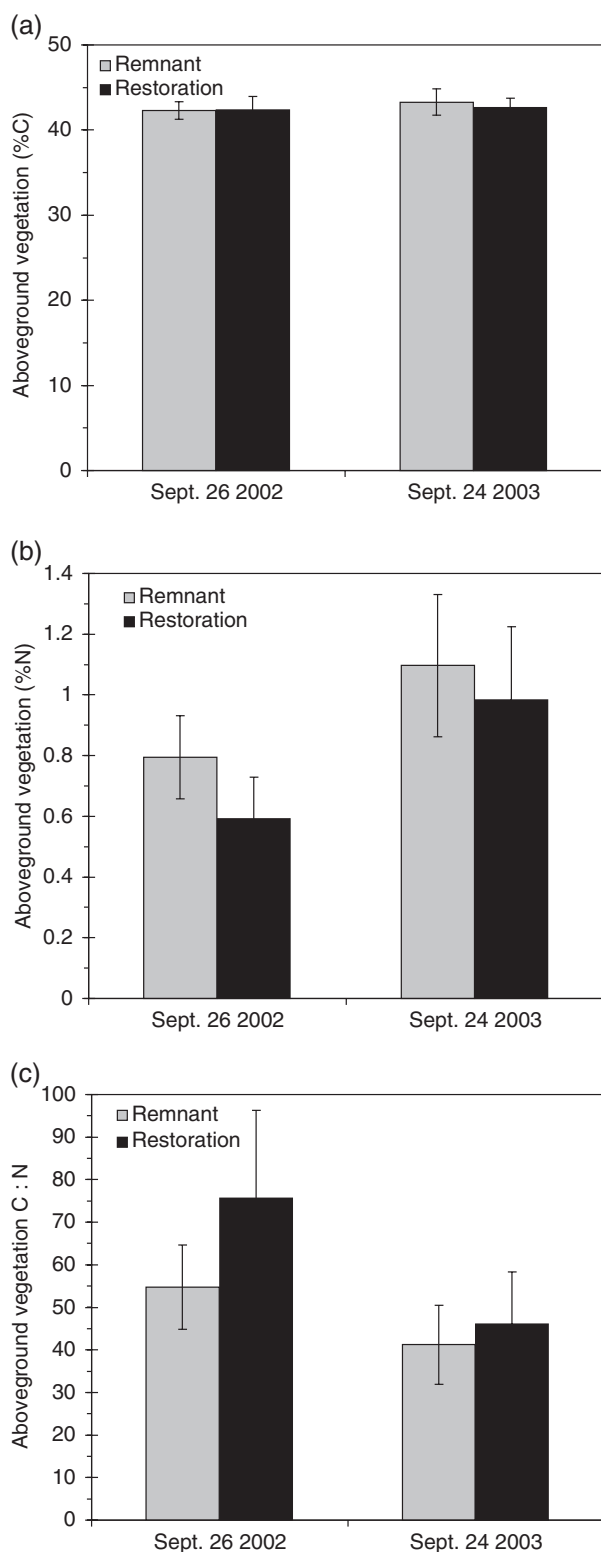 (a)
50
40
30
20
10
0
Aboveground vegetation (%C)
Remnant
Restoration
Sept. 26 2002
Sept. 24 2003
(b)
1.4
1.2
1
0.8
0.6
0.4
0.2
0
Aboveground vegetation (%N)
Remnant
Restoration
Sept. 26 2002
Sept. 24 2003
(c)
100
90
80
70
60
50
40
30
20
10
0
Aboveground vegetation C : N
Remnant
Restoration
Sept. 26 2002
Sept. 24 2003